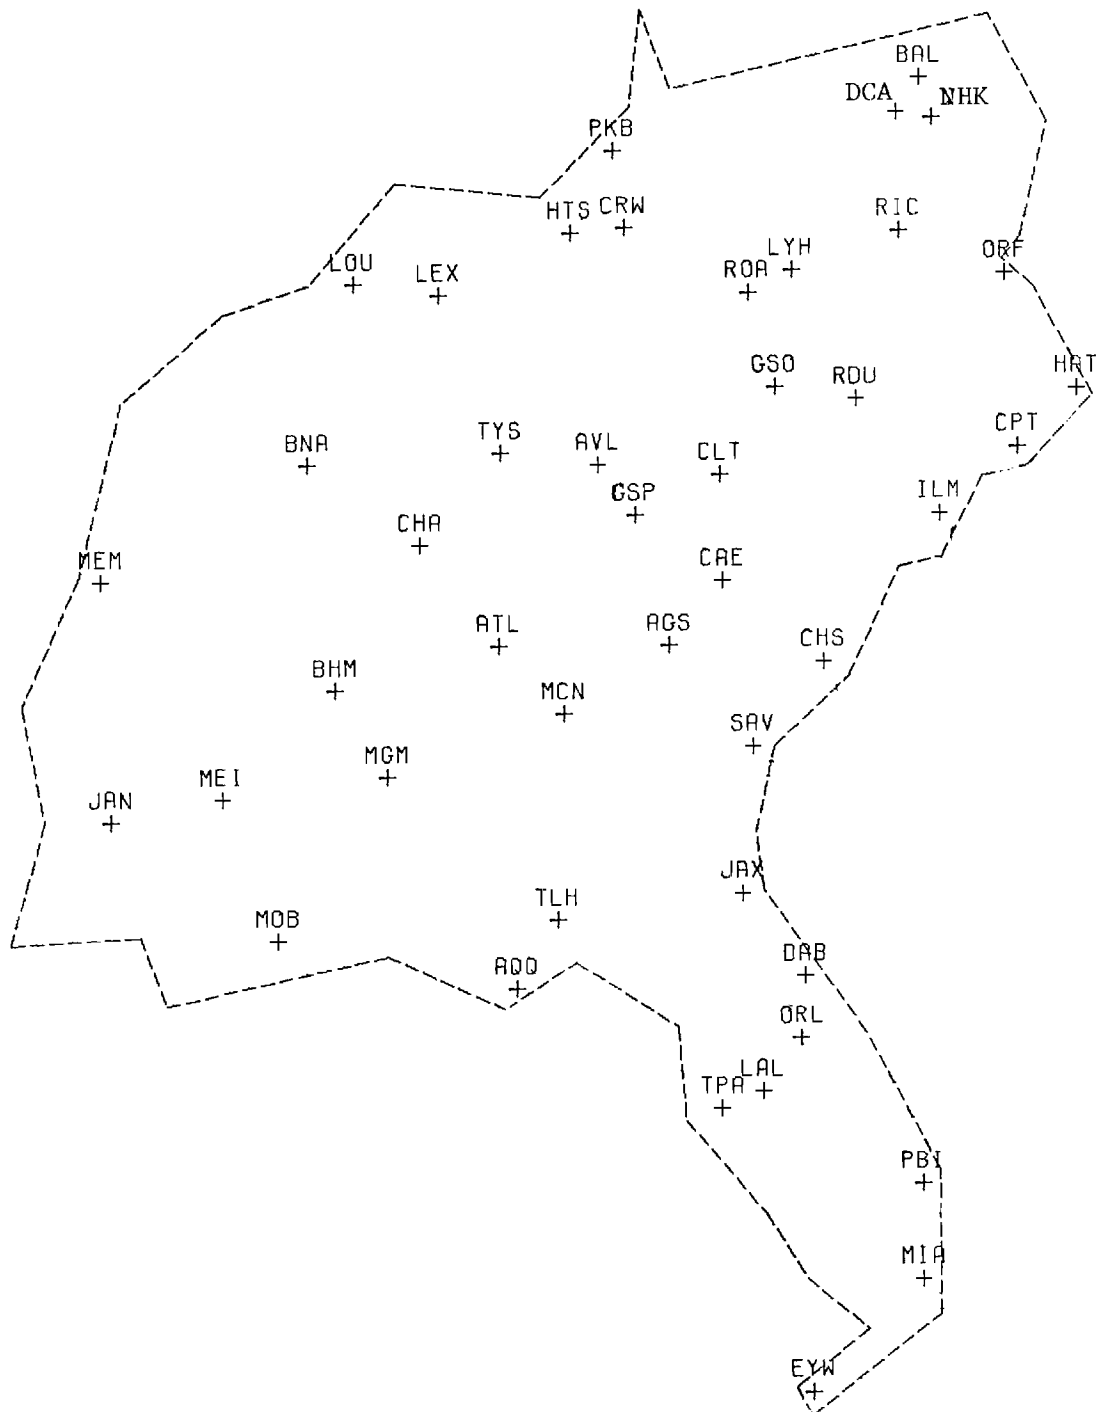 BAL
DCA NHK
PKB
HTS CRW RIC
LYH ORF
LOU LEX ROA
GSO RDU HAT
BNA TYS AVL CLT CPT
GSP ILM
CHA
MEM CAE
ATL AGS CHS
BHM MCN
SAV
MEI MGM
JAN
JAX
MOB TLH
AQQ DAB
ORL
TPA LAL
PBI
MIA
EYW